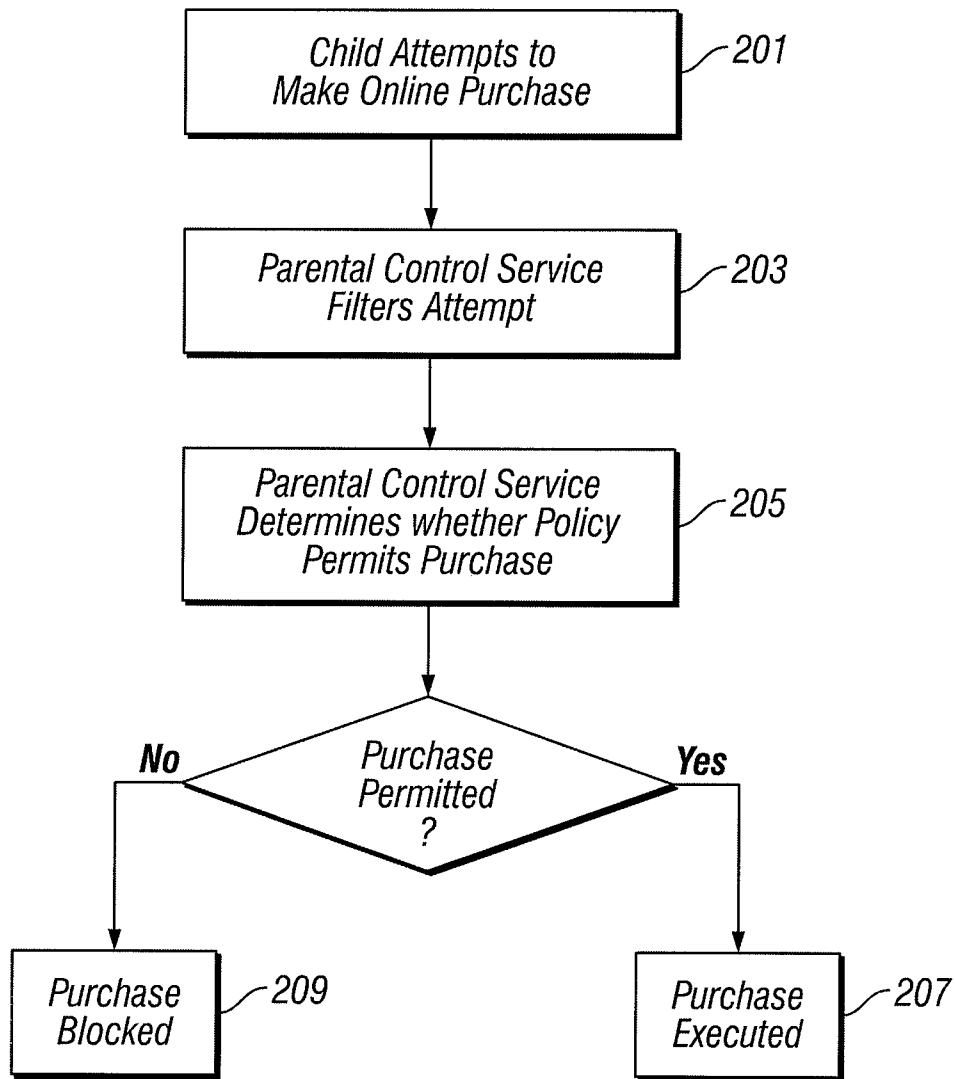 Child Attempts to
Make Online Purchase
201
Parental Control Service
Filters Attempt
203
Parental Control Service
Determines whether Policy
Permits Purchase
205
No
Purchase
Permitted
?
Yes
Purchase
Blocked
209
Purchase
Executed
207